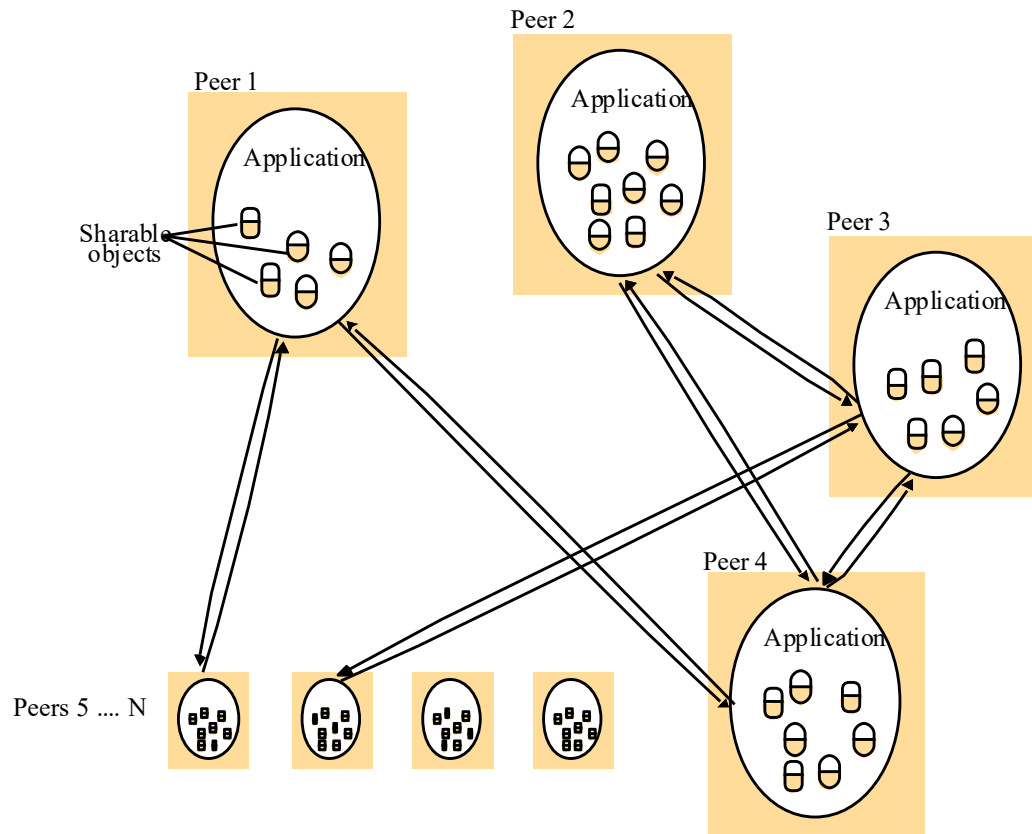 Peer 2
Peer 1
Application
Application
Sharable
objects
Peer 3
Application
Peer 4
Application
Peers 5 .... N